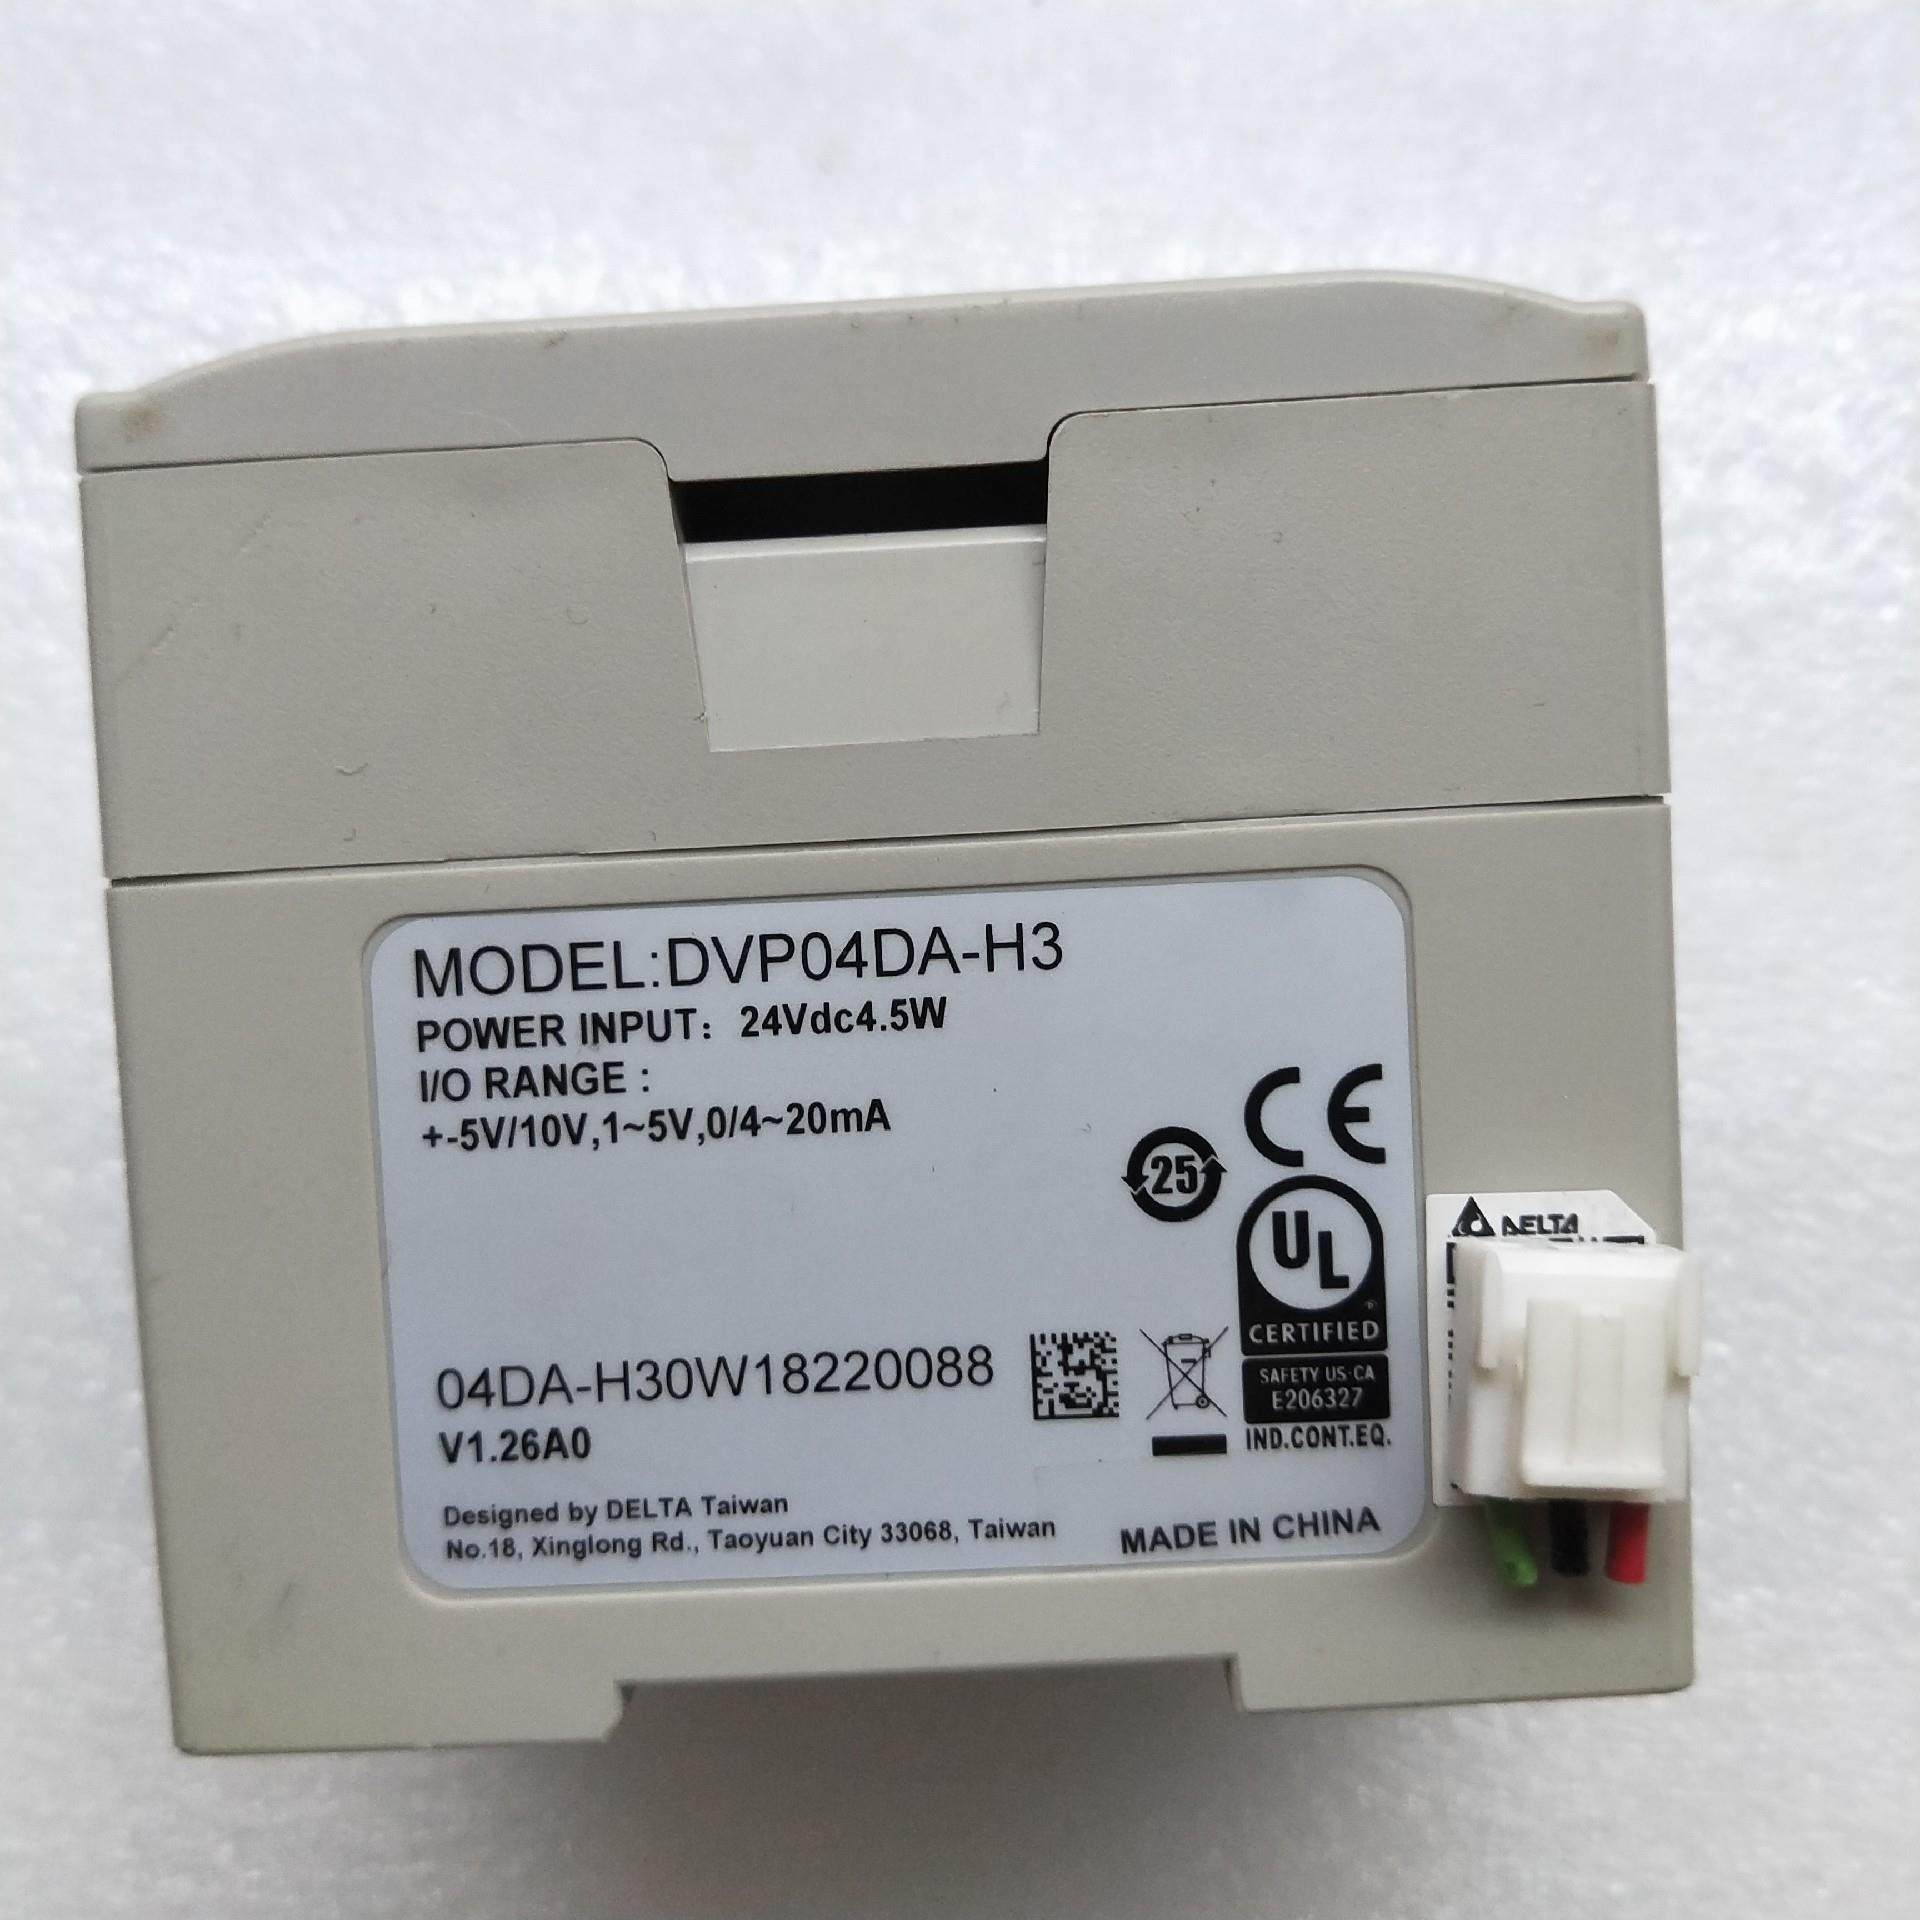 MODEL:DVP04DA-H3
POWER INPUT: 24Vdc4.5W
I/O RANGE :
+-5V/10V,1~5V,0/4~20mA
CE
25
UL
CERTIFIED
SAFETY US-CA
E206327
IND.CONT.EQ.
DELTA
04DA-H30W18220088
V1.26A0
Designed by DELTA Taiwan
No.18, Xinglong Rd., Taoyuan City 33068, Taiwan
MADE IN CHINA